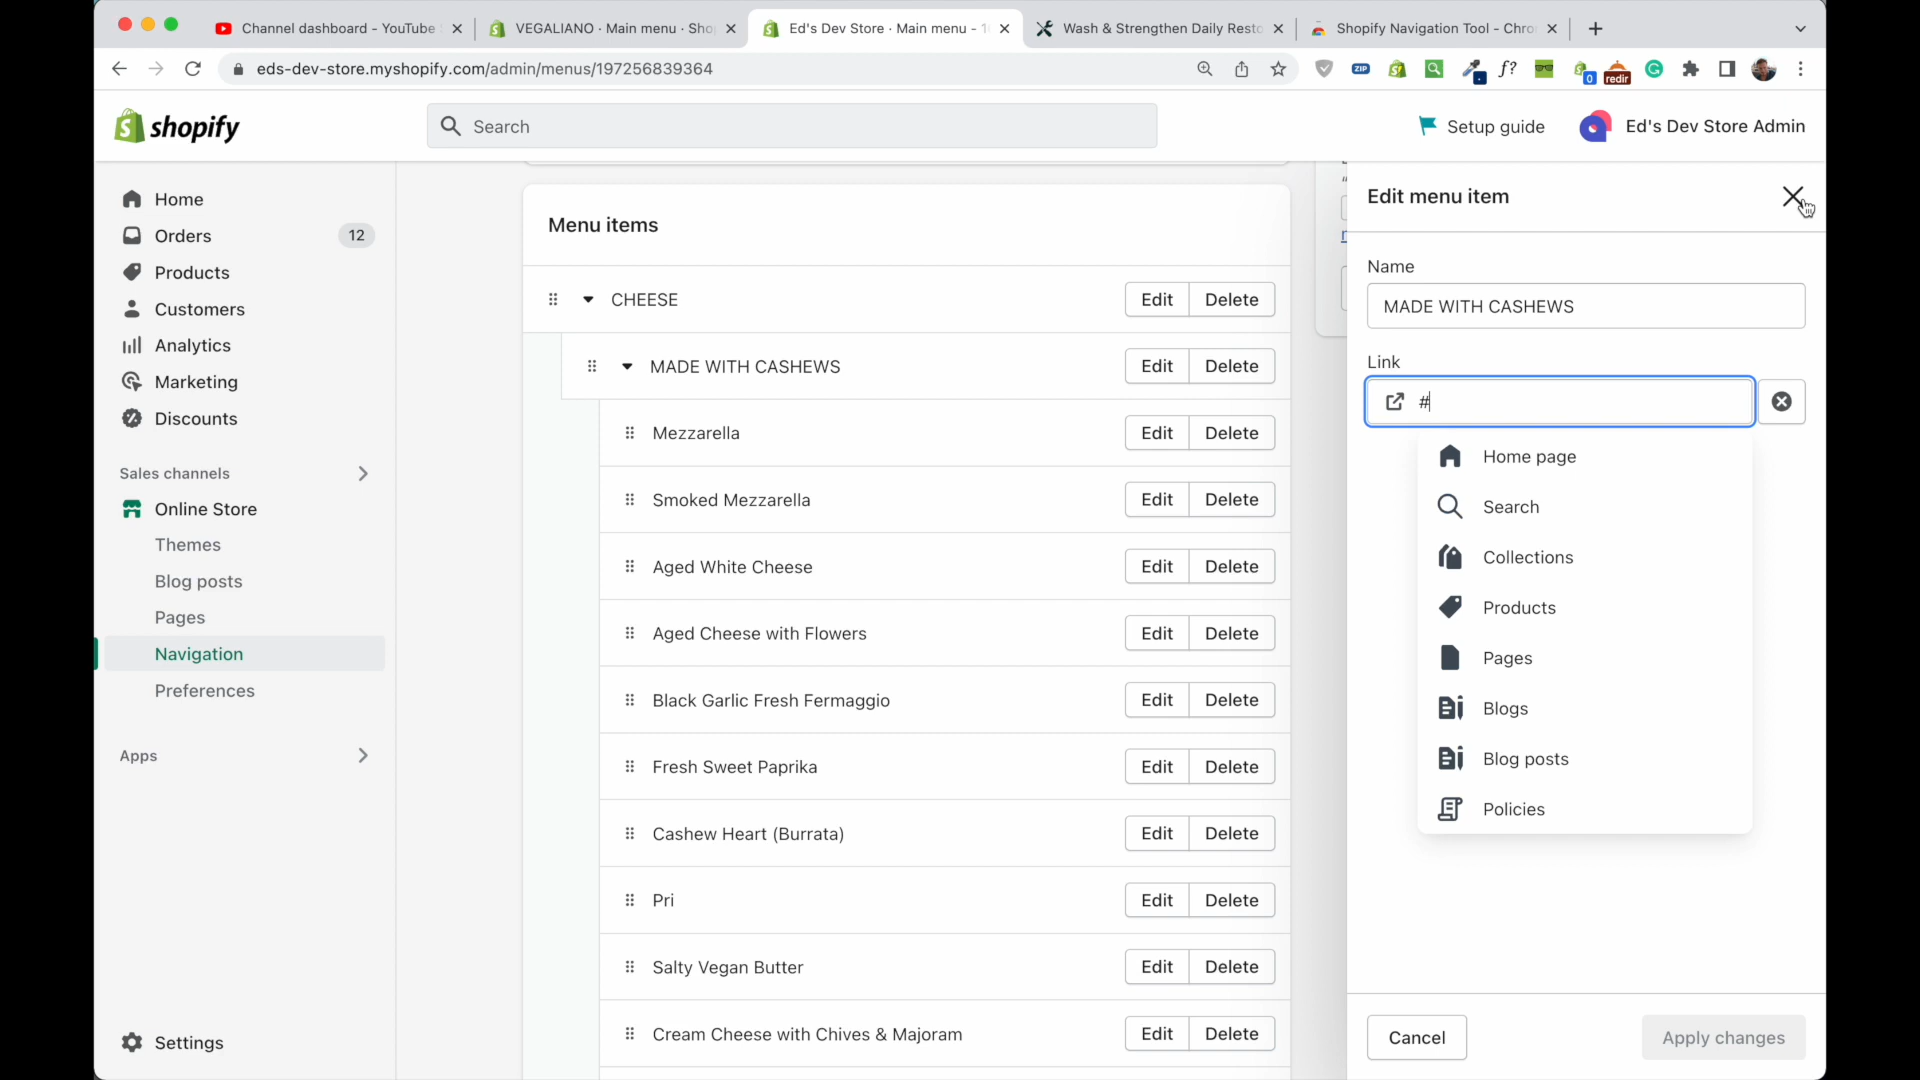 Channel dashboard - YouTube
VEGALIANO · Main menu · Sho
Ed's Dev Store · Main menu -
Wash & Strengthen Daily Resto
Shopify Navigation Tool - Chro
eds-dev-store.myshopify.com/admin/menus/197256839364
ZIP
f?
0
redir
shopify
Search
Setup guide
Ed's Dev Store Admin
Home
Orders
12
Products
Customers
Analytics
Marketing
Discounts
Sales channels
Online Store
Themes
Blog posts
Pages
Navigation
Preferences
Apps
Settings
Menu items
CHEESE
Edit
Delete
MADE WITH CASHEWS
Edit
Delete
Mezzarella
Edit
Delete
Smoked Mezzarella
Edit
Delete
Aged White Cheese
Edit
Delete
Aged Cheese with Flowers
Edit
Delete
Black Garlic Fresh Fermaggio
Edit
Delete
Fresh Sweet Paprika
Edit
Delete
Cashew Heart (Burrata)
Edit
Delete
Pri
Edit
Delete
Salty Vegan Butter
Edit
Delete
Cream Cheese with Chives & Majoram
Edit
Delete
Edit menu item
Name
MADE WITH CASHEWS
Link
#
Home page
Search
Collections
Products
Pages
Blogs
Blog posts
Policies
Cancel
Apply changes